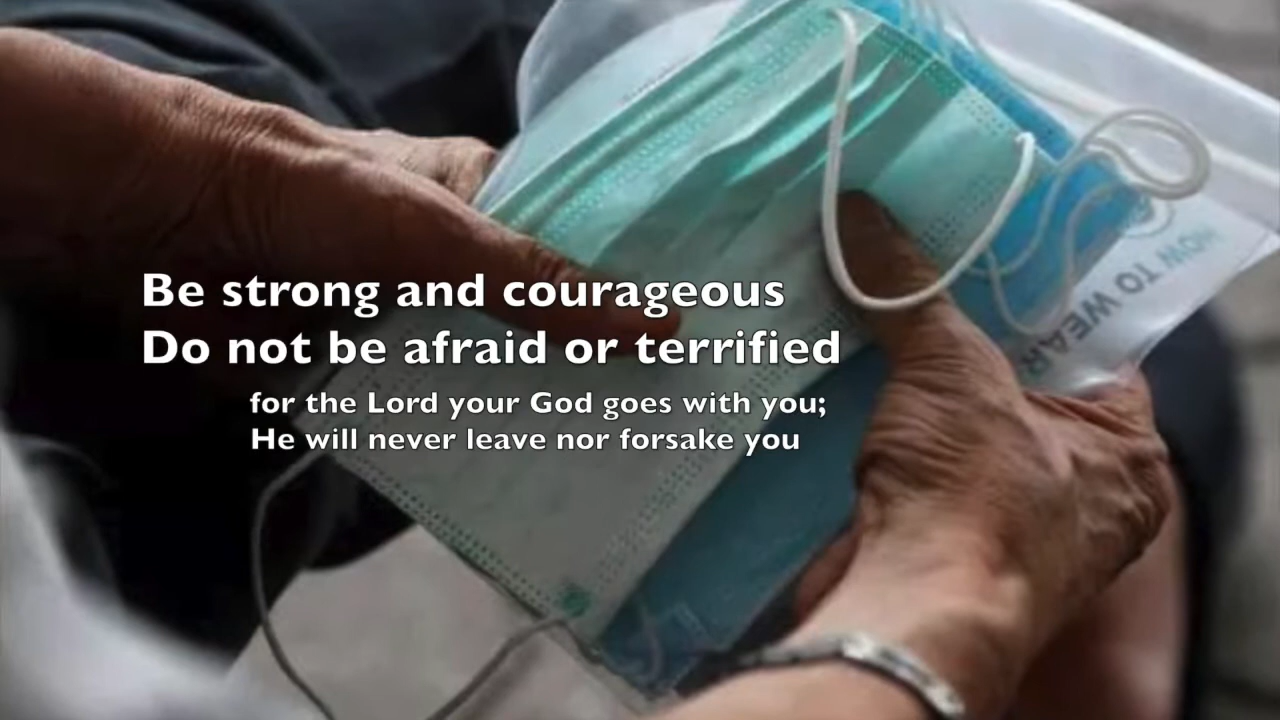 Be strong and courageous
Do not be afraid or terrified
for the Lord your God goes with you;
He will never leave nor forsake you
HOW TO WEAR